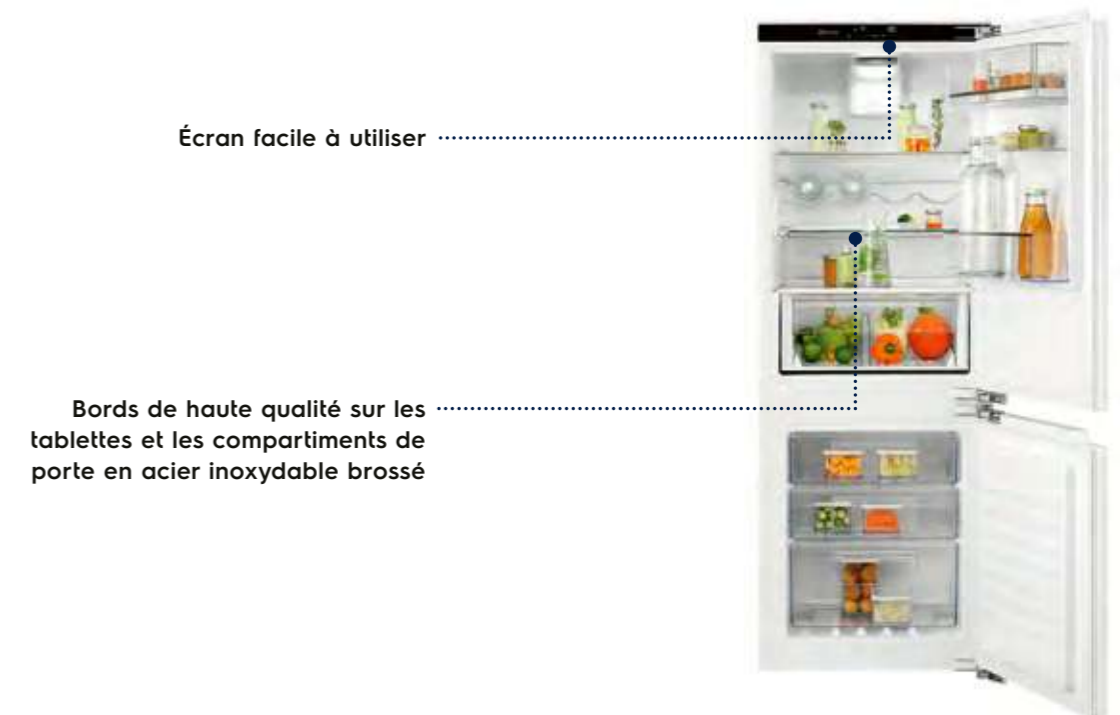 Écran facile à utiliser
Bords de haute qualité sur les
tablettes et les compartiments de
porte en acier inoxydable brossé